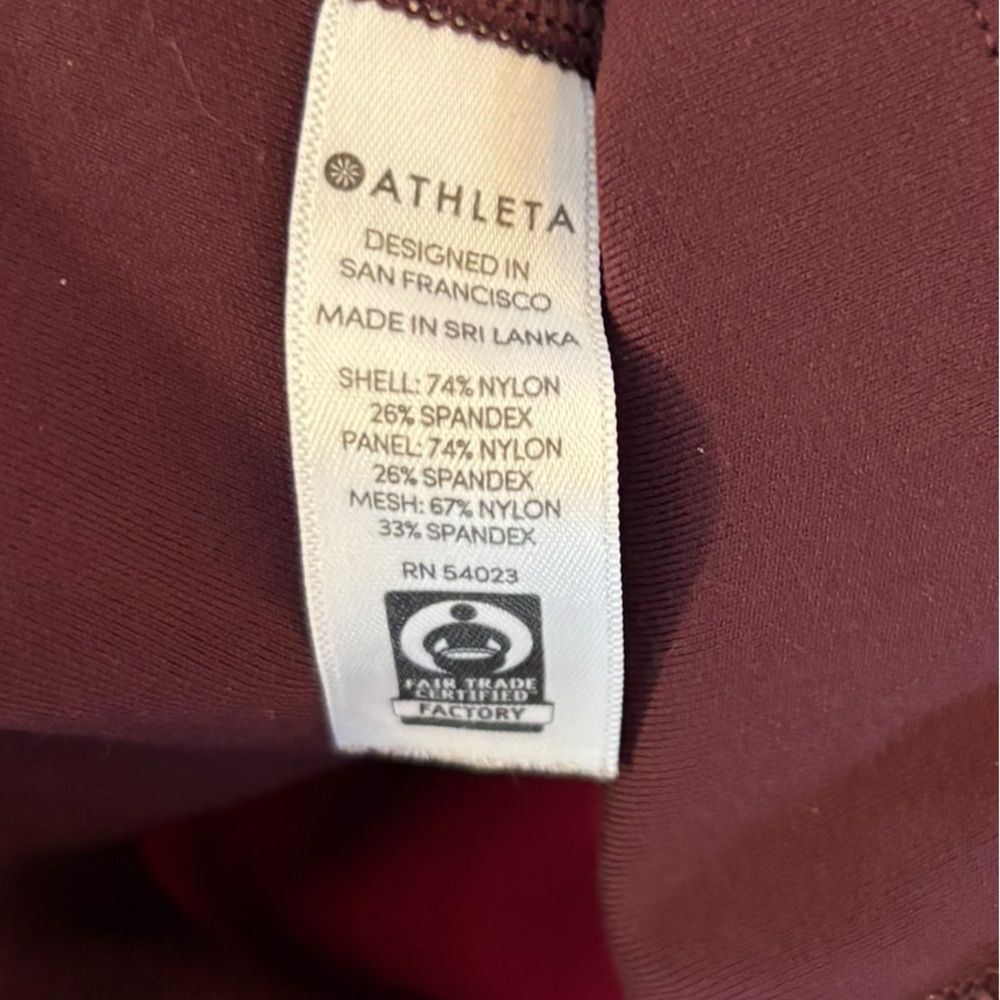 ATHLETA
DESIGNED IN
SAN FRANCISCO
MADE IN SRI LANKA
SHELL: 74% NYLON
26% SPANDEX
PANEL: 74% NYLON
26% SPANDEX
MESH: 67% NYLON
33% SPANDEX
RN 54023
FAIR TRADE
CERTIFIED
FACTORY